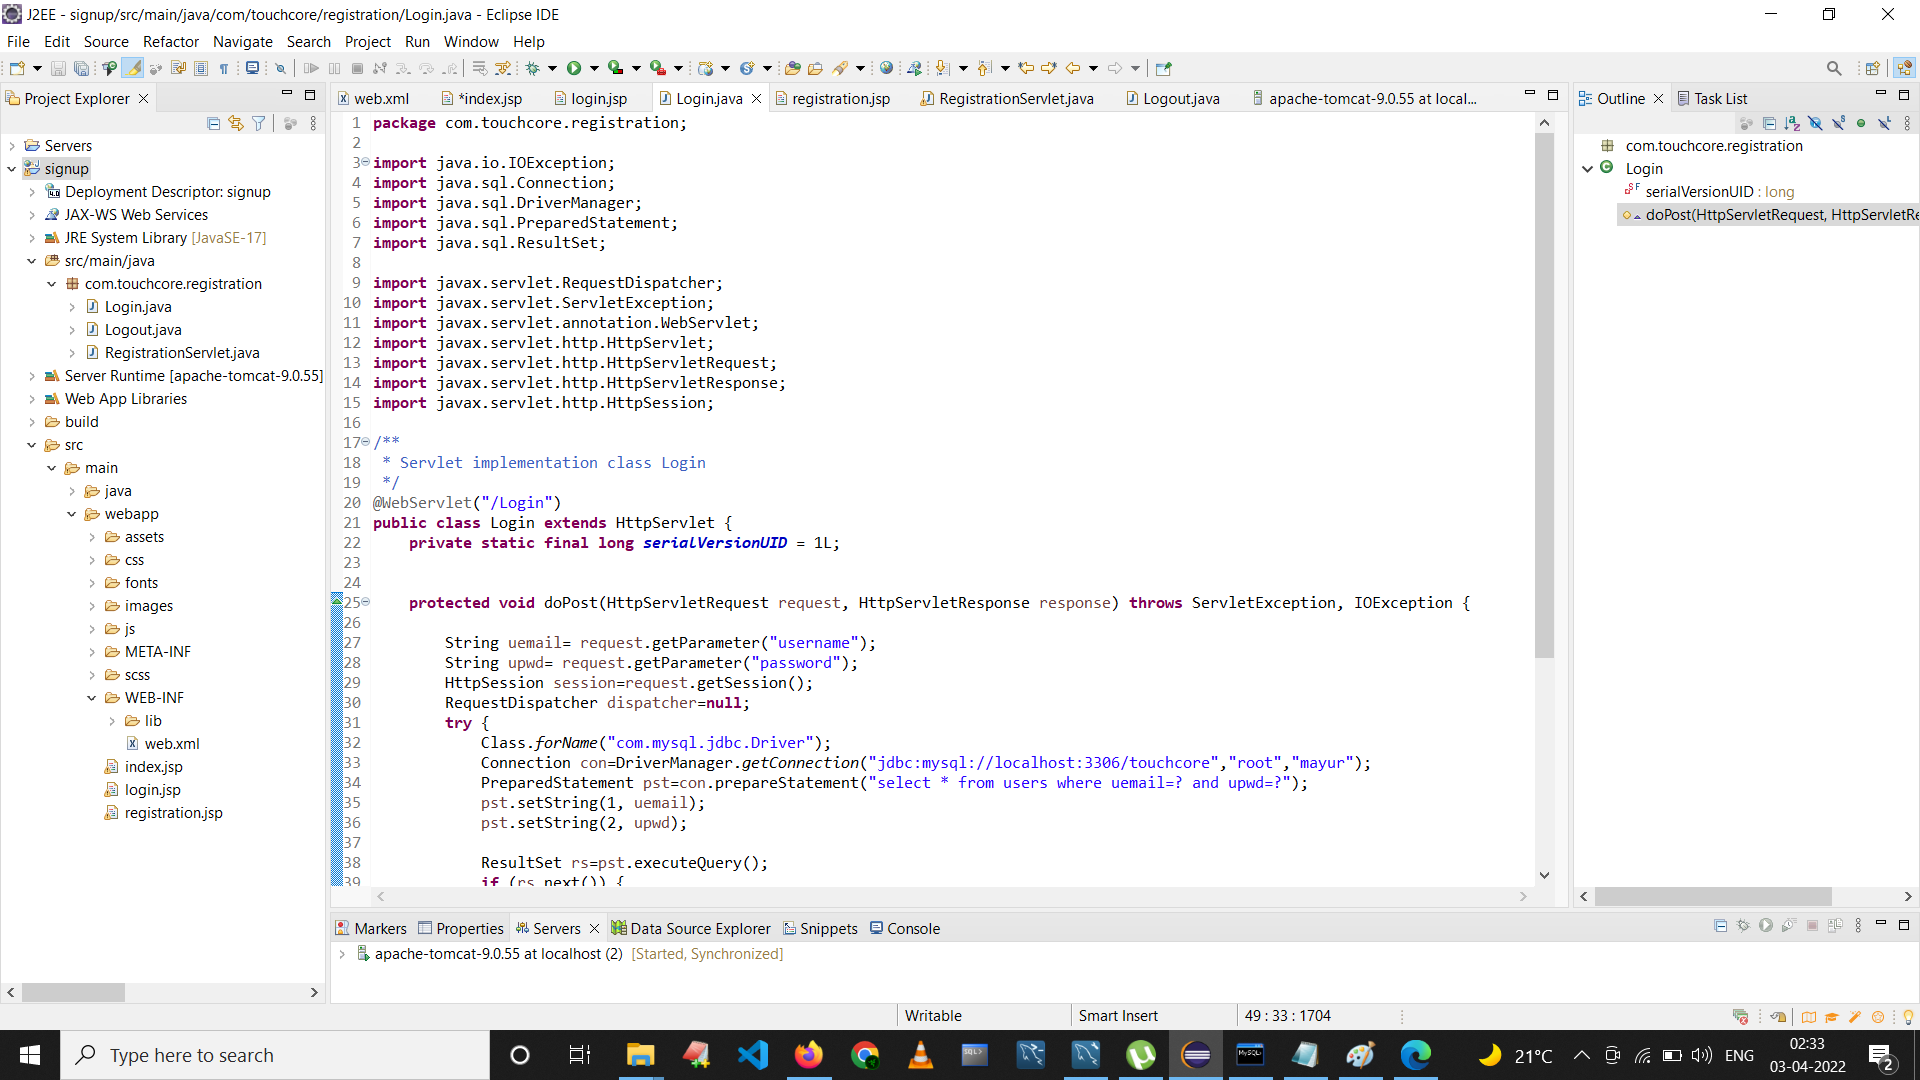 J2EE - signup/src/main/java/com/touchcore/registration/Login.java - Eclipse IDE
File Edit Source Refactor Navigate Search Project Run Window Help
Project Explorer
web.xml *index.jsp login.jsp Login.java registration.jsp RegistrationServlet.java Logout.java apache-tomcat-9.0.55 at local...
Outline Task List
Servers
signup
Deployment Descriptor: signup
JAX-WS Web Services
JRE System Library [JavaSE-17]
src/main/java
com.touchcore.registration
Login.java
Logout.java
RegistrationServlet.java
Server Runtime [apache-tomcat-9.0.55]
Web App Libraries
build
src
main
java
webapp
assets
css
fonts
images
js
META-INF
scss
WEB-INF
lib
web.xml
index.jsp
login.jsp
registration.jsp
1 package com.touchcore.registration;
2
3 import java.io.IOException;
4 import java.sql.Connection;
5 import java.sql.DriverManager;
6 import java.sql.PreparedStatement;
7 import java.sql.ResultSet;
8
9 import javax.servlet.RequestDispatcher;
10 import javax.servlet.ServletException;
11 import javax.servlet.annotation.WebServlet;
12 import javax.servlet.http.HttpServlet;
13 import javax.servlet.http.HttpServletRequest;
14 import javax.servlet.http.HttpServletResponse;
15 import javax.servlet.http.HttpSession;
16
17 /**
18 * Servlet implementation class Login
19 */
20 @WebServlet("/Login")
21 public class Login extends HttpServlet {
22 private static final long serialVersionUID = 1L;
23
24
25 protected void doPost(HttpServletRequest request, HttpServletResponse response) throws ServletException, IOException {
26
27 String uemail= request.getParameter("username");
28 String upwd= request.getParameter("password");
29 HttpSession session=request.getSession();
30 RequestDispatcher dispatcher=null;
31 try {
32 Class.forName("com.mysql.jdbc.Driver");
33 Connection con=DriverManager.getConnection("jdbc:mysql://localhost:3306/touchcore","root","mayur");
34 PreparedStatement pst=con.prepareStatement("select * from users where uemail=? and upwd=?");
35 pst.setString(1, uemail);
36 pst.setString(2, upwd);
37
38 ResultSet rs=pst.executeQuery();
39 if (rs.next()) {
com.touchcore.registration
Login
serialVersionUID : long
doPost(HttpServletRequest, HttpServletRe
Markers Properties Servers Data Source Explorer Snippets Console
apache-tomcat-9.0.55 at localhost (2) [Started, Synchronized]
Writable Smart Insert 49 : 33 : 1704
Type here to search
21°C ENG 02:33
03-04-2022
2